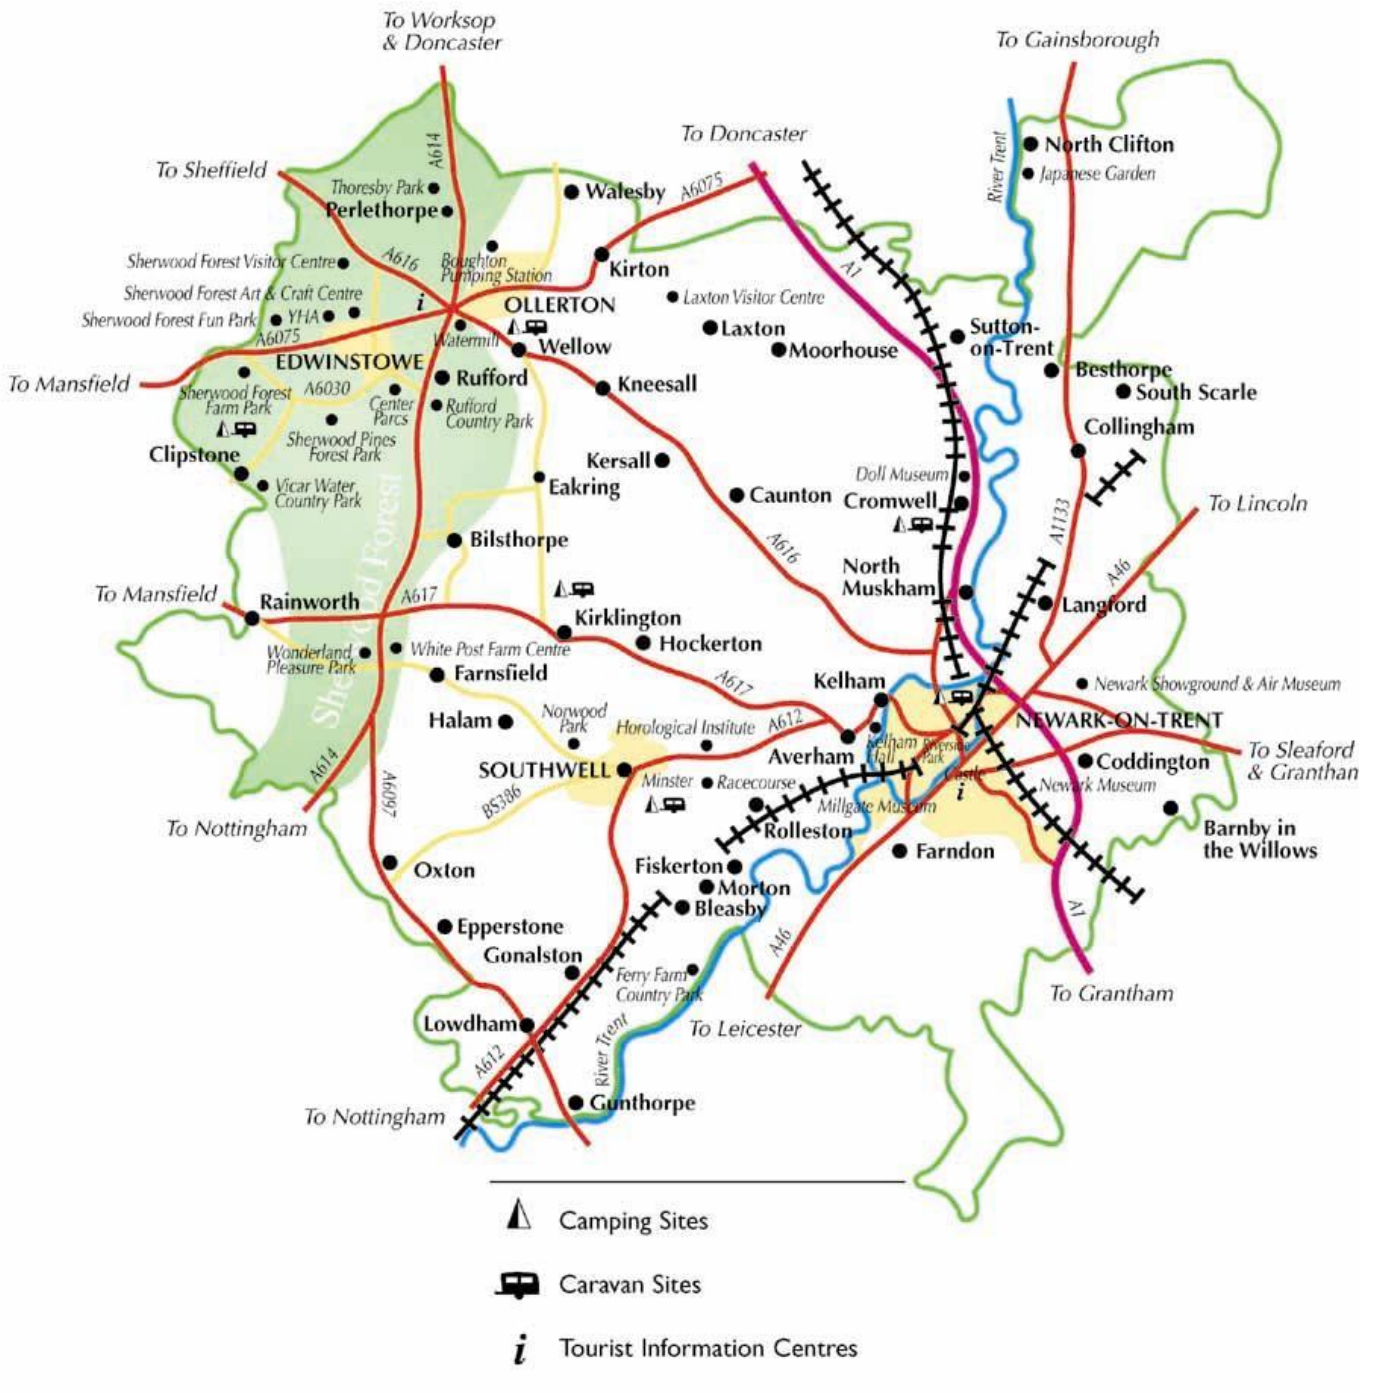 To Worksop
& Doncaster
To Gainsborough
To Doncaster
To Sheffield
A614
River Trent
North Clifton
Japanese Garden
Thoresby Park
Perlethorpe
Walesby
A6075
Sherwood Forest Visitor Centre
A616
Boughton
Pumping Station
Kirton
A1
Sherwood Forest Art & Craft Centre
i
OLLERTON
Laxton Visitor Centre
Sherwood Forest Fun Park
YHA
A6075
Watermill
Wellow
Laxton
Moorhouse
Sutton-
on-Trent
EDWINSTOWE
To Mansfield
Rufford
Kneesall
Besthorpe
South Scarle
Sherwood Forest
Farm Park
A6030
Center
Parcs
Rufford
Country Park
Collingham
Sherwood Pines
Forest Park
Clipstone
Kersall
Doll Museum
Vicar Water
Country Park
Eakring
Caunton
Cromwell
To Lincoln
Sherwood Forest
Bilsthorpe
A616
A1133
A46
North
Muskham
To Mansfield
Rainworth
A617
Kirklington
Langford
Hockerton
Wonderland
Pleasure Park
White Post Farm Centre
Farnsfield
A617
Kelham
Newark Showground & Air Museum
Halam
Norwood
Park
Horological Institute
A612
NEWARK-ON-TRENT
Averham
Kelham
Hall
Riverside
Park
To Sleaford
& Granthan
A614
A6097
SOUTHWELL
Minster
Racecourse
Castle
Coddington
Newark Museum
BS386
Millgate Museum
i
To Nottingham
Rolleston
Barnby in
the Willows
Oxton
Fiskerton
Farndon
Morton
Bleasby
A1
Epperstone
Gonalston
A46
Ferry Farm
Country Park
To Grantham
Lowdham
To Leicester
A612
River Trent
To Nottingham
Gunthorpe
Camping Sites
Caravan Sites
i Tourist Information Centres